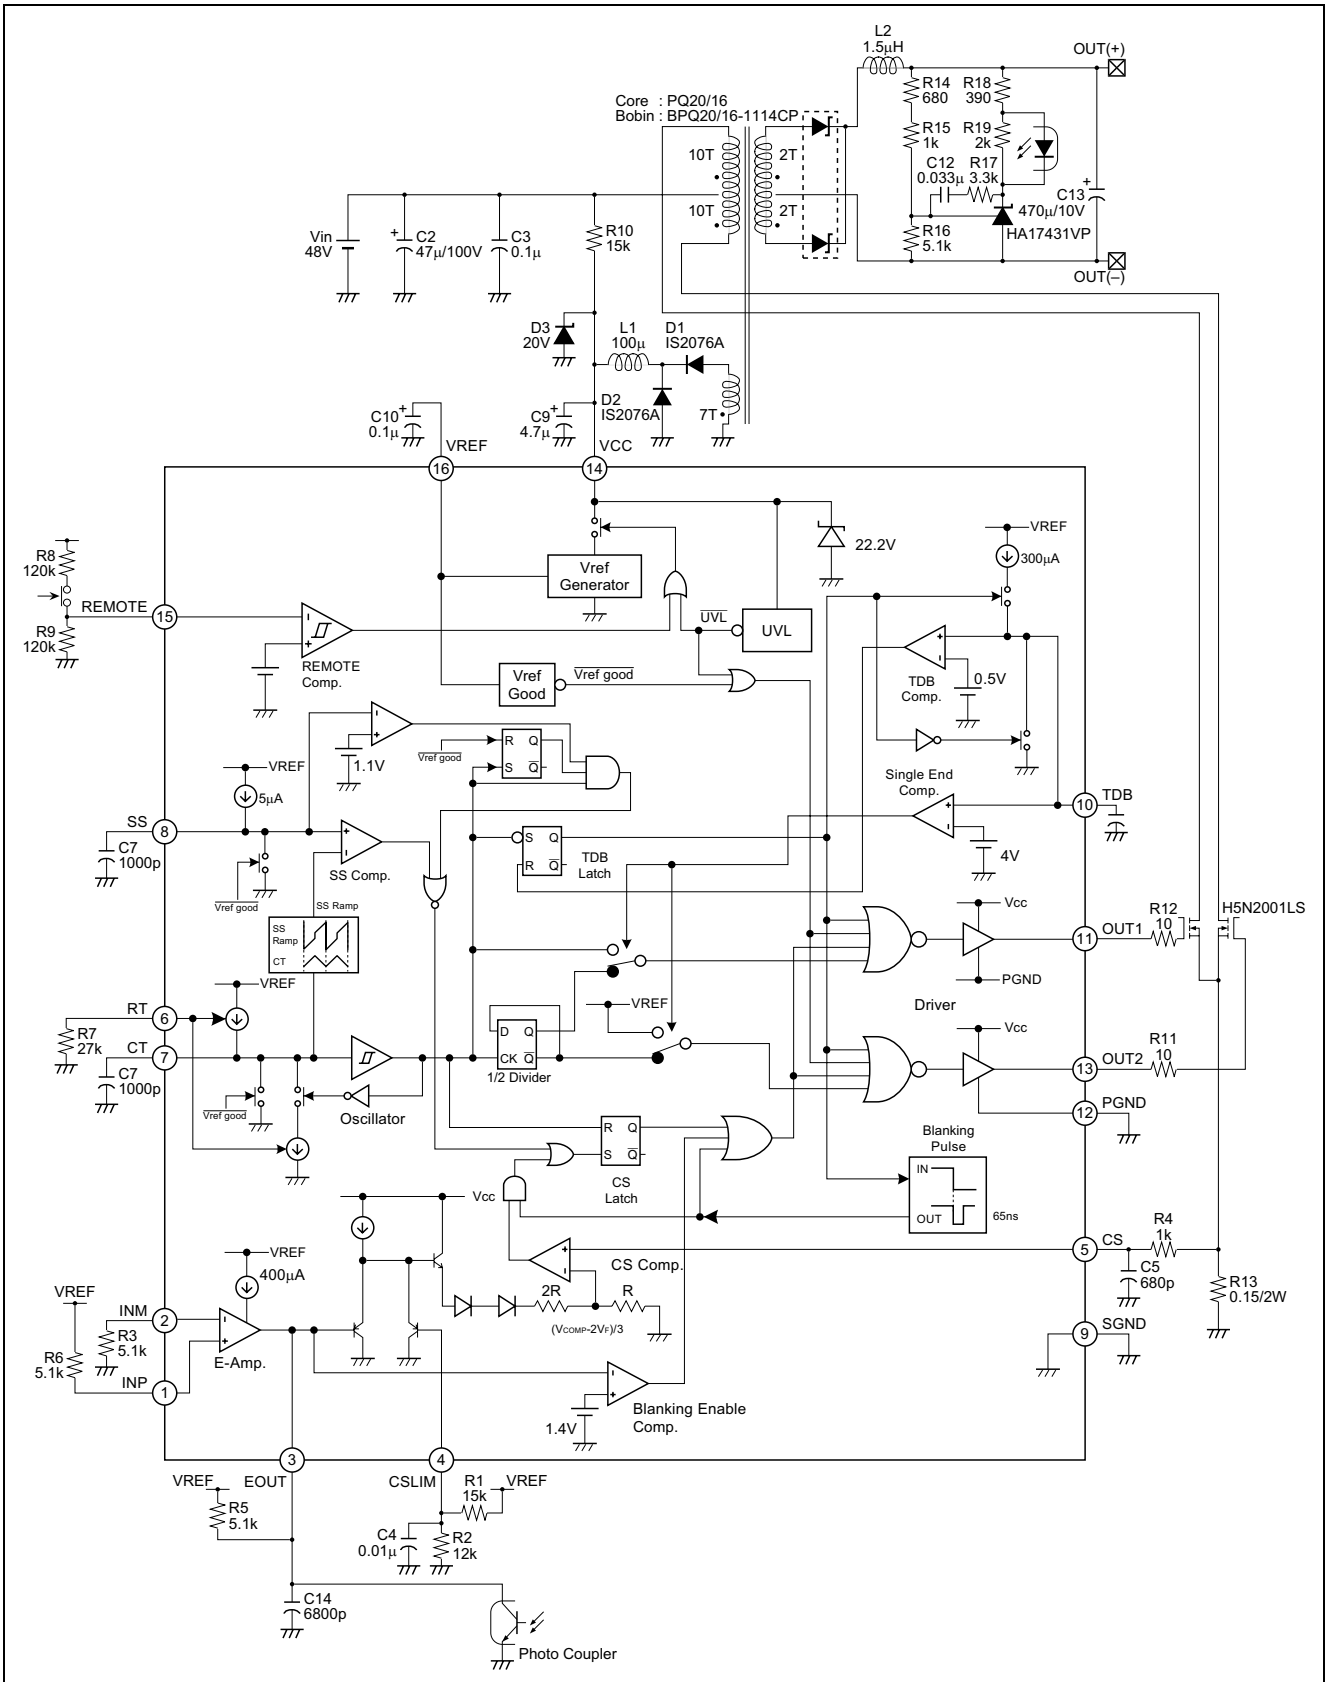 L2
1.5μH
OUT(+)
R14
680
R18
390
Core : PQ20/16
Bobin : BPQ20/16-1114CP
R15
1k
R19
2k
10T
2T
C12
0.033μ
R17
3.3k
C13
+
470μ/10V
10T
2T
Vin
48V
+
C2
47μ/100V
C3
0.1μ
R10
15k
R16
5.1k
HA17431VP
OUT(–)
D3
20V
L1
100μ
D1
IS2076A
D2
IS2076A
7T
C10
0.1μ
+
VREF
C9
4.7μ
+
VCC
16
14
R8
120k
REMOTE
15
R9
120k
Vref
Generator
22.2V
VREF
300μA
UVL
UVL
REMOTE
Comp.
Vref
Good
Vref good
TDB
Comp.
0.5V
+
-
1.1V
Vref good
R Q
S Q
VREF
5μA
Single End
Comp.
10
TDB
SS
8
C7
1000p
SS Comp.
S Q
R Q
TDB
Latch
4V
Vref good
SS Ramp
SS
Ramp
CT
Vcc
R12
10
H5N2001LS
OUT1
11
PGND
Driver
VREF
VREF
RT
6
R7
27k
CT
7
C7
1000p
D Q
CK Q
1/2 Divider
Vcc
R11
10
OUT2
13
PGND
12
Vref good
Oscillator
R Q
S Q
CS
Latch
Blanking
Pulse
IN
OUT
65ns
Vcc
R4
1k
CS
5
C5
680p
CS Comp.
VREF
400μA
2R
R
(VCOMP-2VF)/3
R13
0.15/2W
VREF
INM
2
R3
5.1k
E-Amp.
SGND
9
R6
5.1k
INP
1
Blanking Enable
Comp.
1.4V
3
EOUT
4
CSLIM
VREF
R5
5.1k
R1
15k
VREF
C4
0.01μ
R2
12k
C14
6800p
Photo Coupler